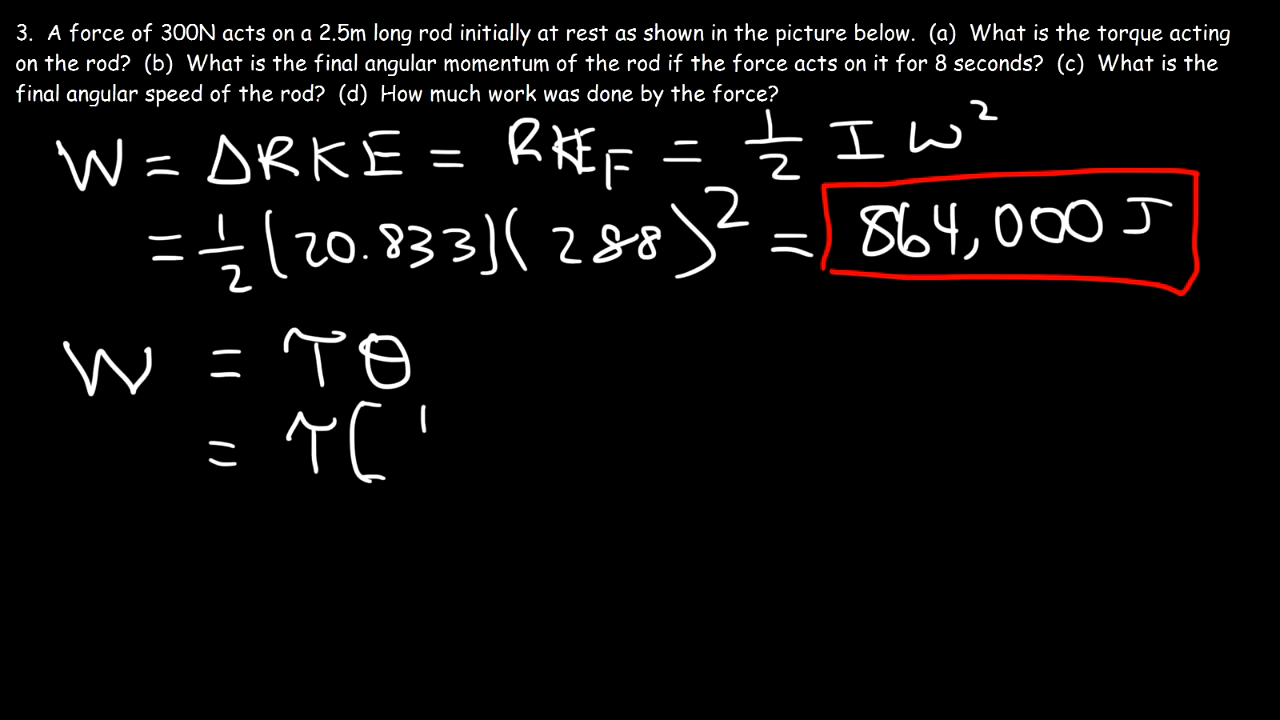 3. A force of 300N acts on a 2.5m long rod initially at rest as shown in the picture below. (a) What is the torque acting
on the rod? (b) What is the final angular momentum of the rod if the force acts on it for 8 seconds? (c) What is the
final angular speed of the rod? (d) How much work was done by the force?
W = ΔRKE = RKE_F = 1/2 I ω²
= 1/2 (20.833)(288)² = 864,000 J
W = τθ
= τ[ 1